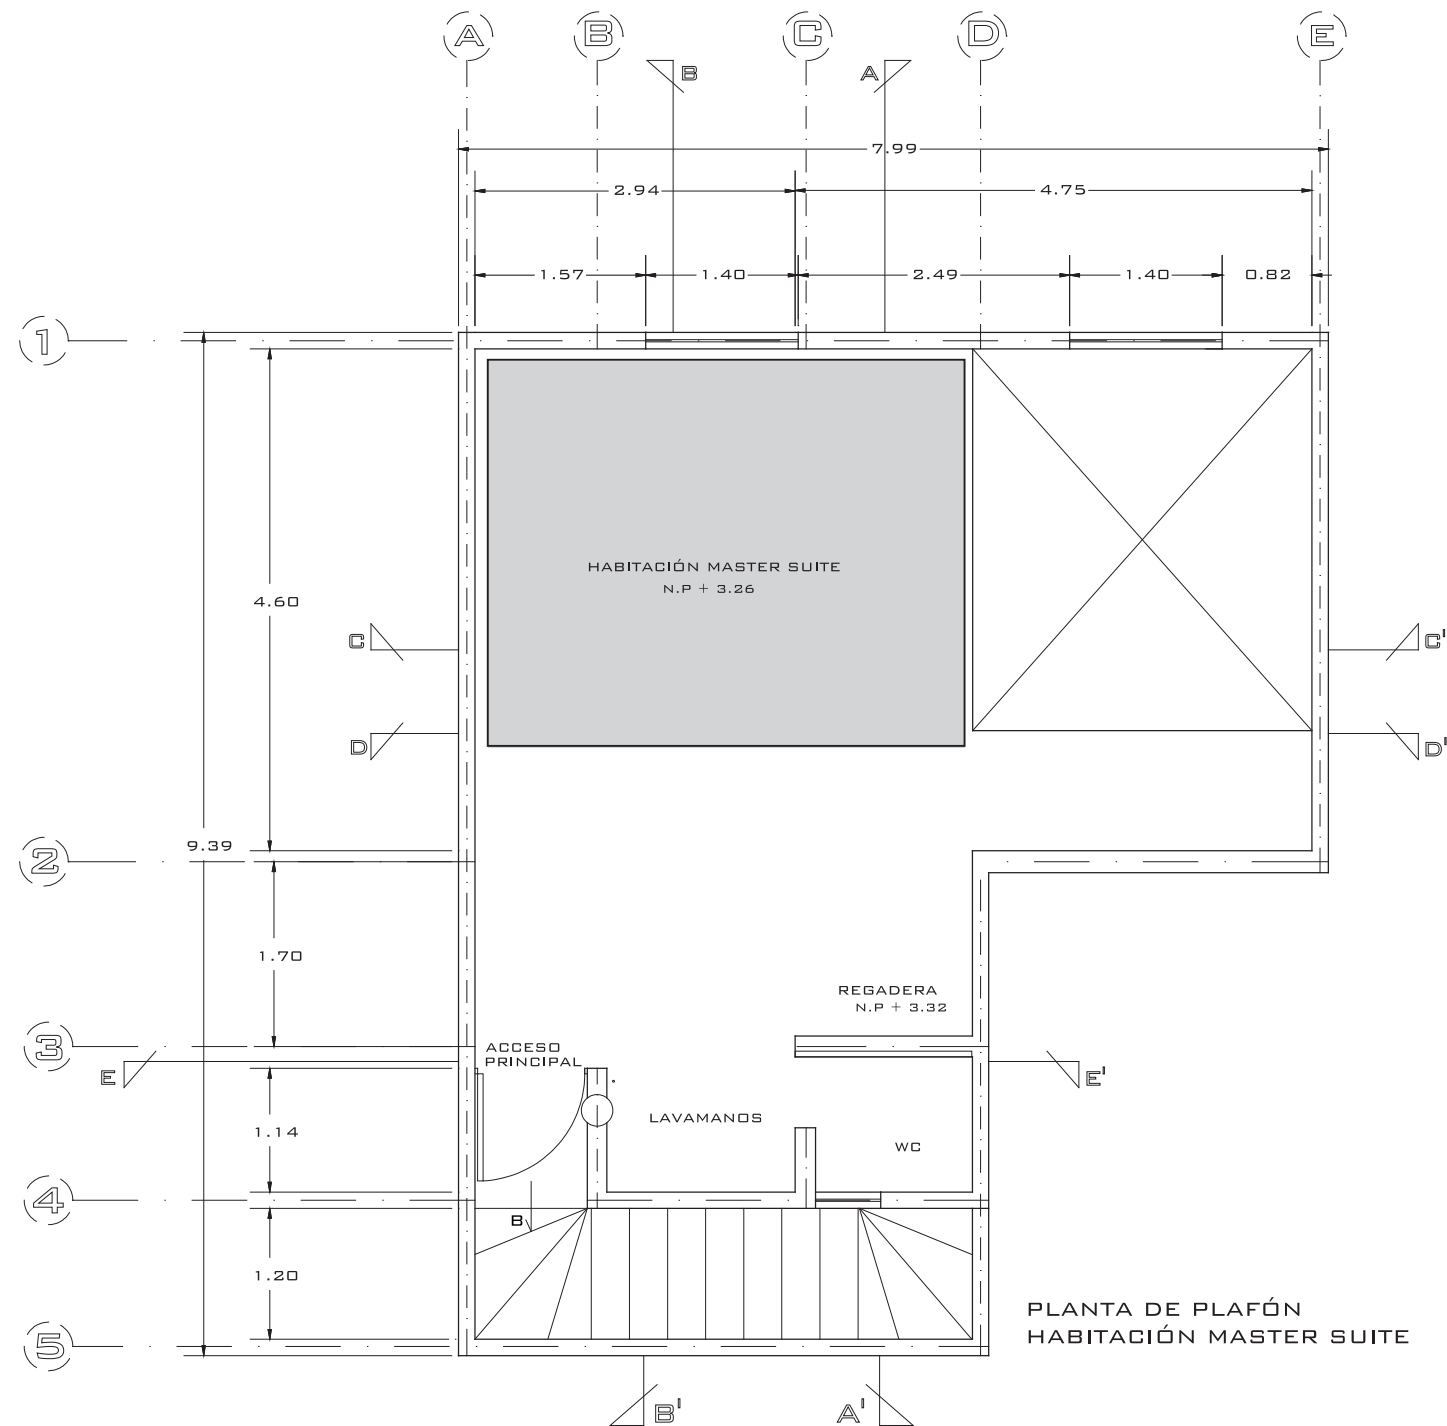 A B C D E
B A
7.99
2.94 4.75
1.57 1.40 2.49 1.40 0.82
1
HABITACIÓN MASTER SUITE
N.P + 3.26
4.60
C C'
D D'
9.39
2
1.70
REGADERA
N.P + 3.32
3
ACCESO
PRINCIPAL
E E'
LAVAMANOS
1.14
WC
4
B
1.20
PLANTA DE PLAFÓN
HABITACIÓN MASTER SUITE
5
B' A'